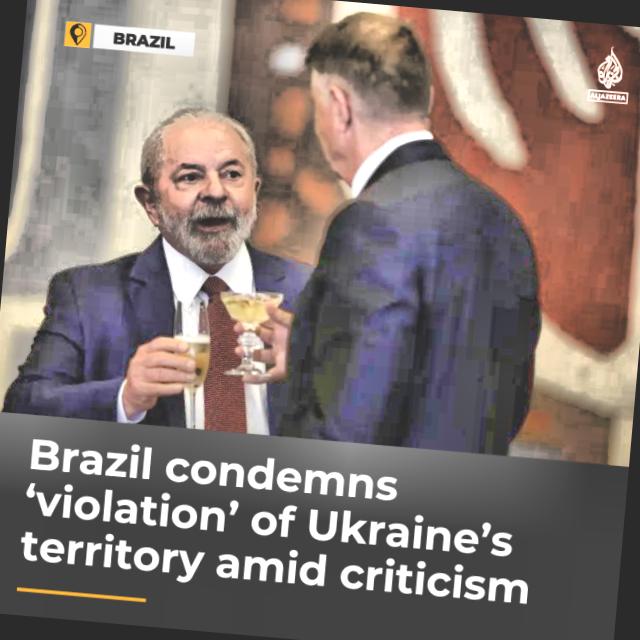 BRAZIL
ALJAZEERA
Brazil condemns
‘violation’ of Ukraine’s
territory amid criticism